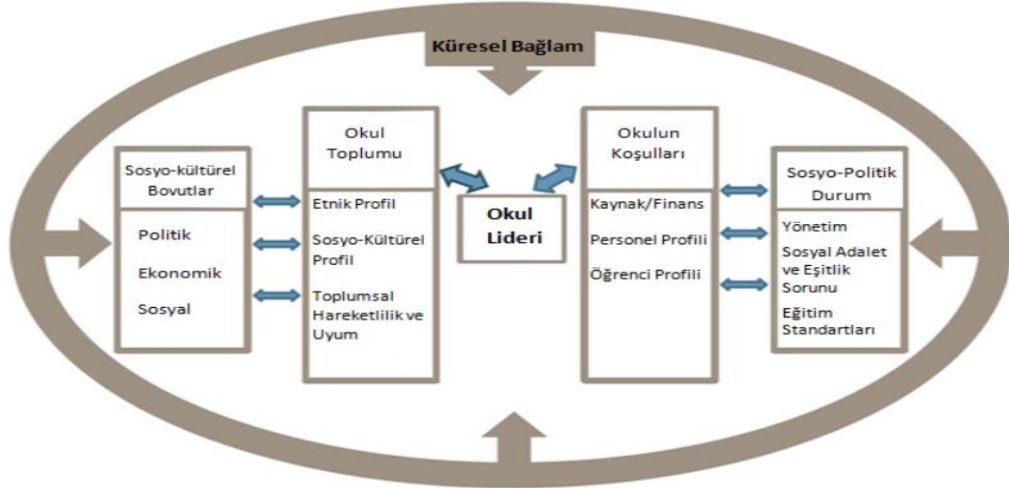 Küresel Bağlam
Sosyo-kültürel
Bovutlar
Politik
Ekonomik
Sosyal
Okul
Toplumu
Etnik Profil
Sosyo-Kültürel
Profil
Toplumsal
Hareketlilik ve
Uyum
Okul
Lideri
Okulun
Koşulları
Kaynak/Finans
Personel Profili
Öğrenci Profili
Sosyo-Politik
Durum
Yönetim
Sosyal Adalet
ve Eşitlik
Sorunu
Eğitim
Standartları